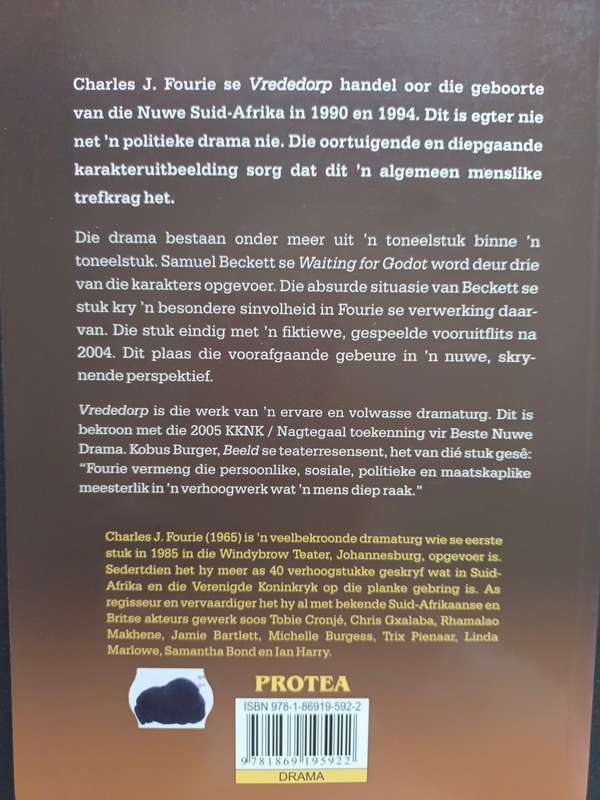 Charles J. Fourie se Vrededorp handel oor die geboorte
van die Nuwe Suid-Afrika in 1990 en 1994. Dit is egter nie
net 'n politieke drama nie. Die oortuigende en diepgaande
karakteruitbeelding sorg dat dit 'n algemeen menslike
trefkrag het.
Die drama bestaan onder meer uit 'n toneelstuk binne 'n
toneelstuk. Samuel Beckett se Waiting for Godot word deur drie
van die karakters opgevoer. Die absurde situasie van Beckett se
stuk kry 'n besondere sinvolheid in Fourie se verwerking daar-
van. Die stuk eindig met 'n fiktiewe, gespeelde vooruitflits na
2004. Dit plaas die voorafgaande gebeure in 'n nuwe, skry-
nende perspektief.
Vrededorp is die werk van 'n ervare en volwasse dramaturg. Dit is
bekroon met die 2005 KKNK / Nagtegaal toekenning vir Beste Nuwe
Drama. Kobus Burger, Beeld se teaterresensent, het van dié stuk gesê:
"Fourie vermeng die persoonlike, sosiale, politieke en maatskaplike
meesterlik in 'n verhoogwerk wat 'n mens diep raak."
Charles J. Fourie (1965) is 'n veelbekroonde dramaturg wie se eerste
stuk in 1985 in die Windybrow Teater, Johannesburg, opgevoer is.
Sedertdien het hy meer as 40 verhoogstukke geskryf wat in Suid-
Afrika en die Verenigde Koninkryk op die planke gebring is. As
regisseur en vervaardiger het hy al met bekende Suid-Afrikaanse en
Britse akteurs gewerk soos Tobie Cronjé, Chris Gxalaba, Rhamalao
Makhene, Jamie Bartlett, Michelle Burgess, Trix Pienaar, Linda
Marlowe, Samantha Bond en Ian Harry.
PROTEA
ISBN 978-1-86919-592-2
9 781869 195922
DRAMA